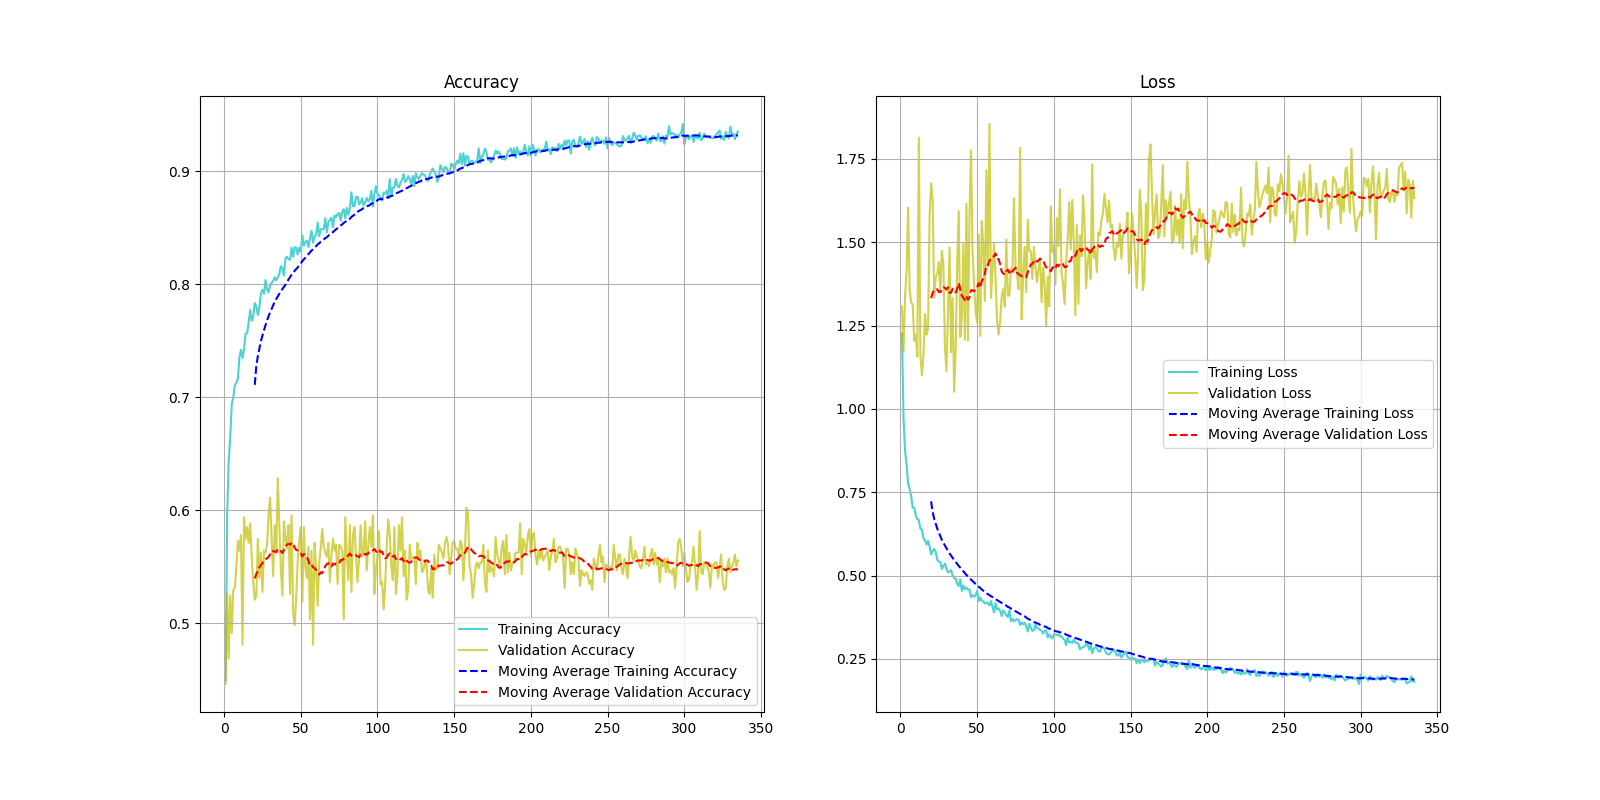 Accuracy
0.9
0.8
0.7
0.6
0.5
Training Accuracy
Validation Accuracy
Moving Average Training Accuracy
Moving Average Validation Accuracy
0 50 100 150 200 250 300 350
Loss
1.75
1.50
1.25
1.00
0.75
0.50
0.25
Training Loss
Validation Loss
Moving Average Training Loss
Moving Average Validation Loss
0 50 100 150 200 250 300 350